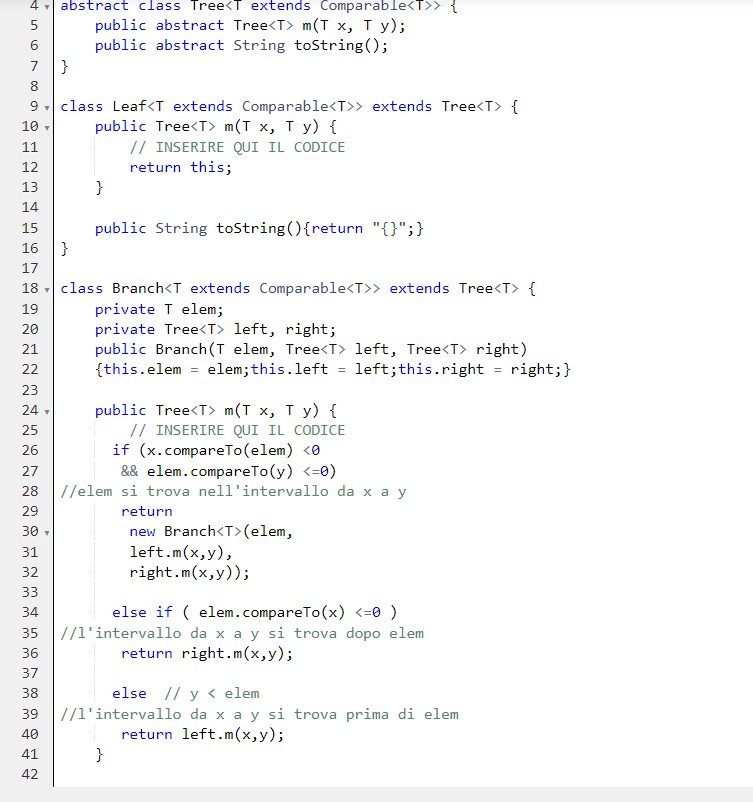 4 abstract class Tree<T extends Comparable<T>> {
5 public abstract Tree<T> m(T x, T y);
6 public abstract String toString();
7 }
8
9 class Leaf<T extends Comparable<T>> extends Tree<T> {
10 public Tree<T> m(T x, T y) {
11 // INSERIRE QUI IL CODICE
12 return this;
13 }
14
15 public String toString(){return "{}";}
16 }
17
18 class Branch<T extends Comparable<T>> extends Tree<T> {
19 private T elem;
20 private Tree<T> left, right;
21 public Branch(T elem, Tree<T> left, Tree<T> right)
22 {this.elem = elem;this.left = left;this.right = right;}
23
24 public Tree<T> m(T x, T y) {
25 // INSERIRE QUI IL CODICE
26 if (x.compareTo(elem) <0
27 && elem.compareTo(y) <=0)
28 //elem si trova nell'intervallo da x a y
29 return
30 new Branch<T>(elem,
31 left.m(x,y),
32 right.m(x,y));
33
34 else if ( elem.compareTo(x) <=0 )
35 //l'intervallo da x a y si trova dopo elem
36 return right.m(x,y);
37
38 else // y < elem
39 //l'intervallo da x a y si trova prima di elem
40 return left.m(x,y);
41 }
42